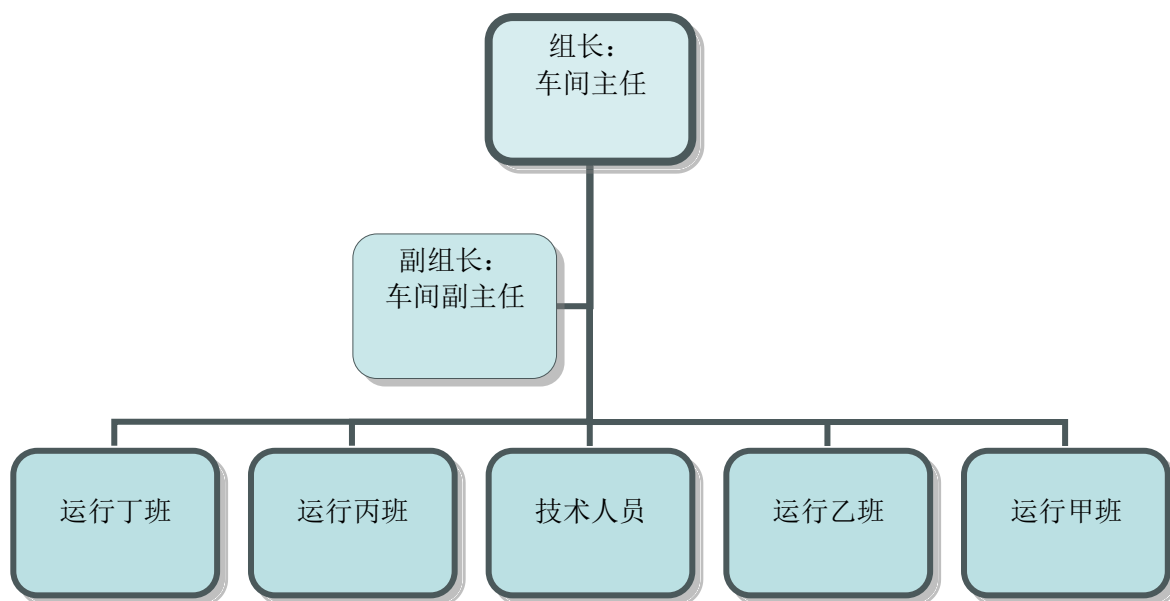 组长：
车间主任
副组长：
车间副主任
运行丁班
运行丙班
技术人员
运行乙班
运行甲班